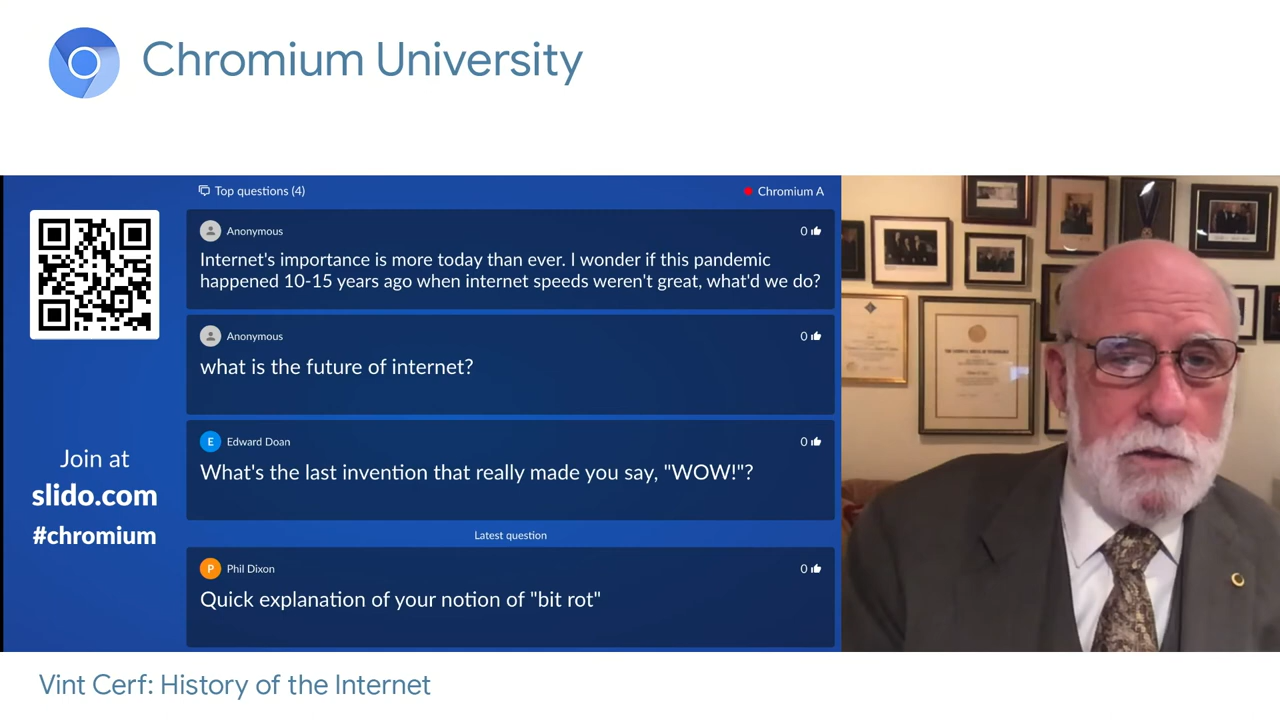 Chromium University
Top questions (4)
Chromium A
Anonymous
0
Internet's importance is more today than ever. I wonder if this pandemic
happened 10-15 years ago when internet speeds weren't great, what'd we do?
Anonymous
0
what is the future of internet?
E
Edward Doan
0
What's the last invention that really made you say, "WOW!"?
Latest question
P
Phil Dixon
0
Quick explanation of your notion of "bit rot"
Join at
slido.com
#chromium
Vint Cerf: History of the Internet